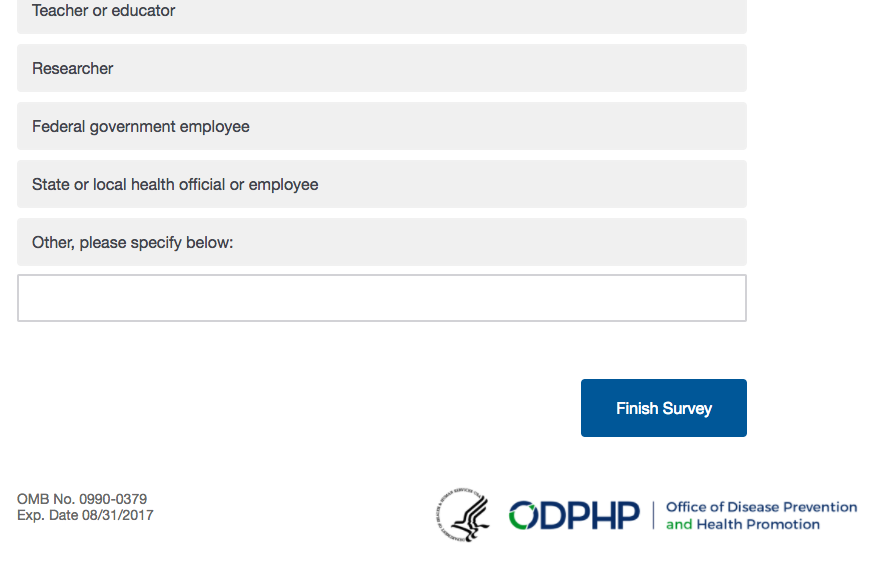 Teacher or educator
Researcher
Federal government employee
State or local health official or employee
Other, please specify below:
Finish Survey
OMB No. 0990-0379
Exp. Date 08/31/2017
ODPHP
Office of Disease Prevention
and Health Promotion